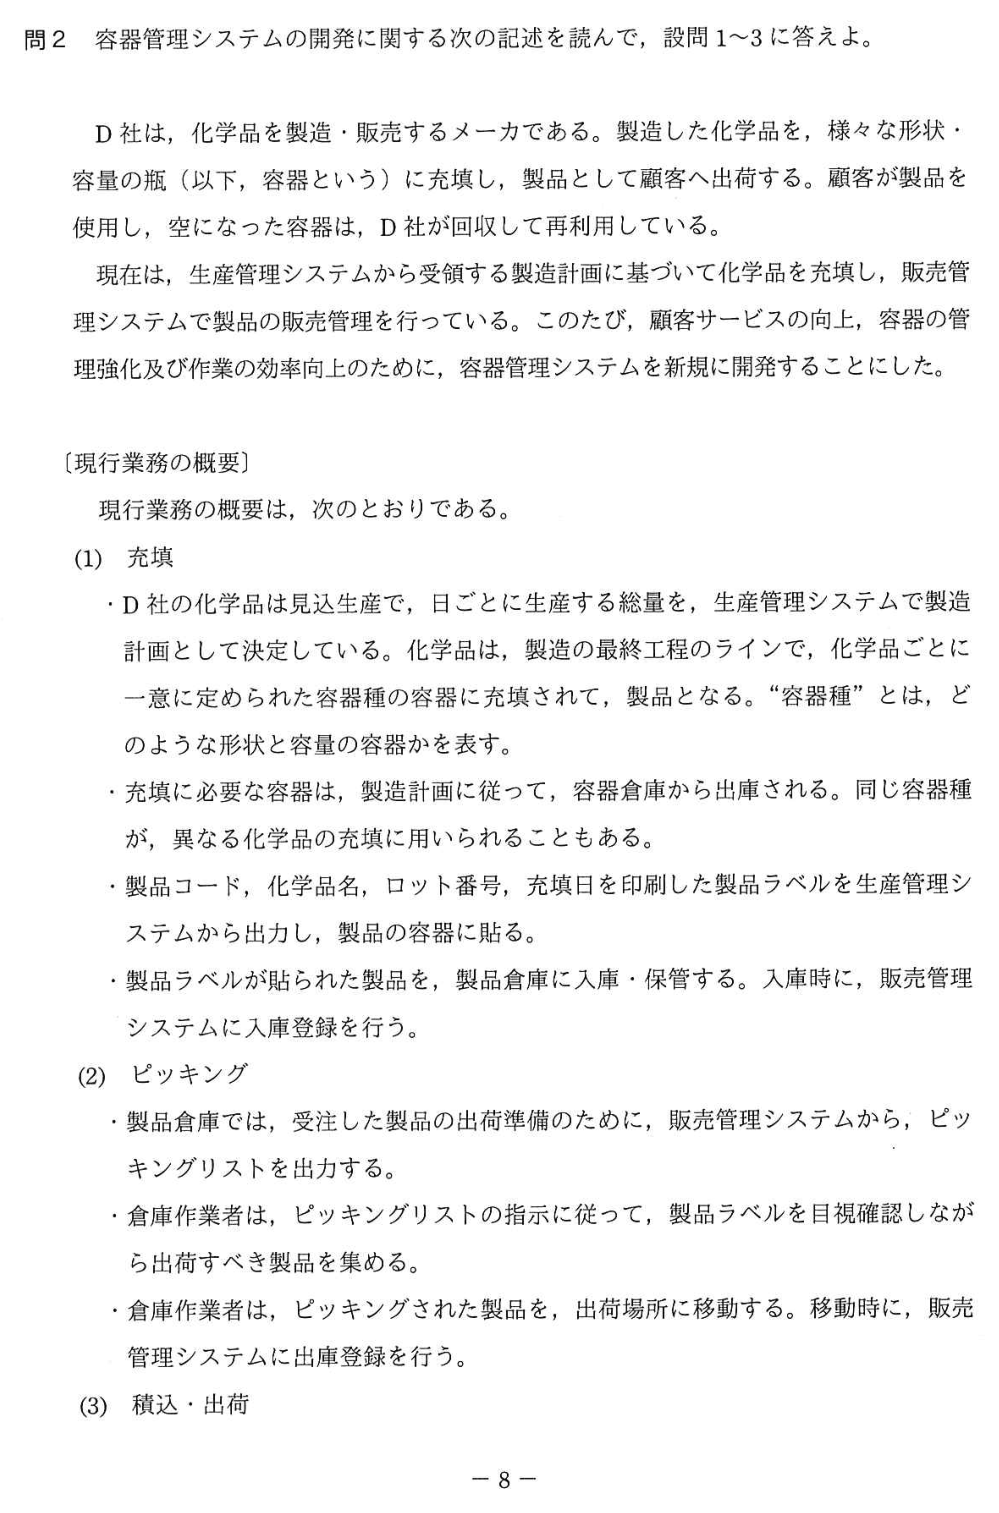 問2 容器管理システムの開発に関する次の記述を読んで，設問1～3に答えよ。
D社は，化学品を製造・販売するメーカである。製造した化学品を，様々な形状・
容量の瓶（以下，容器という）に充填し，製品として顧客へ出荷する。顧客が製品を
使用し，空になった容器は，D社が回収して再利用している。
現在は，生産管理システムから受領する製造計画に基づいて化学品を充填し，販売管
理システムで製品の販売管理を行っている。このたび，顧客サービスの向上，容器の管
理強化及び作業の効率向上のために，容器管理システムを新規に開発することにした。
〔現行業務の概要〕
現行業務の概要は，次のとおりである。
(1) 充填
・D社の化学品は見込生産で，日ごとに生産する総量を，生産管理システムで製造
計画として決定している。化学品は，製造の最終工程のラインで，化学品ごとに
一意に定められた容器種の容器に充填されて，製品となる。“容器種”とは，ど
のような形状と容量の容器かを表す。
・充填に必要な容器は，製造計画に従って，容器倉庫から出庫される。同じ容器種
が，異なる化学品の充填に用いられることもある。
・製品コード，化学品名，ロット番号，充填日を印刷した製品ラベルを生産管理シ
ステムから出力し，製品の容器に貼る。
・製品ラベルが貼られた製品を，製品倉庫に入庫・保管する。入庫時に，販売管理
システムに入庫登録を行う。
(2) ピッキング
・製品倉庫では，受注した製品の出荷準備のために，販売管理システムから，ピッ
キングリストを出力する。
・倉庫作業者は，ピッキングリストの指示に従って，製品ラベルを目視確認しなが
ら出荷すべき製品を集める。
・倉庫作業者は，ピッキングされた製品を，出荷場所に移動する。移動時に，販売
管理システムに出庫登録を行う。
(3) 積込・出荷
－8－